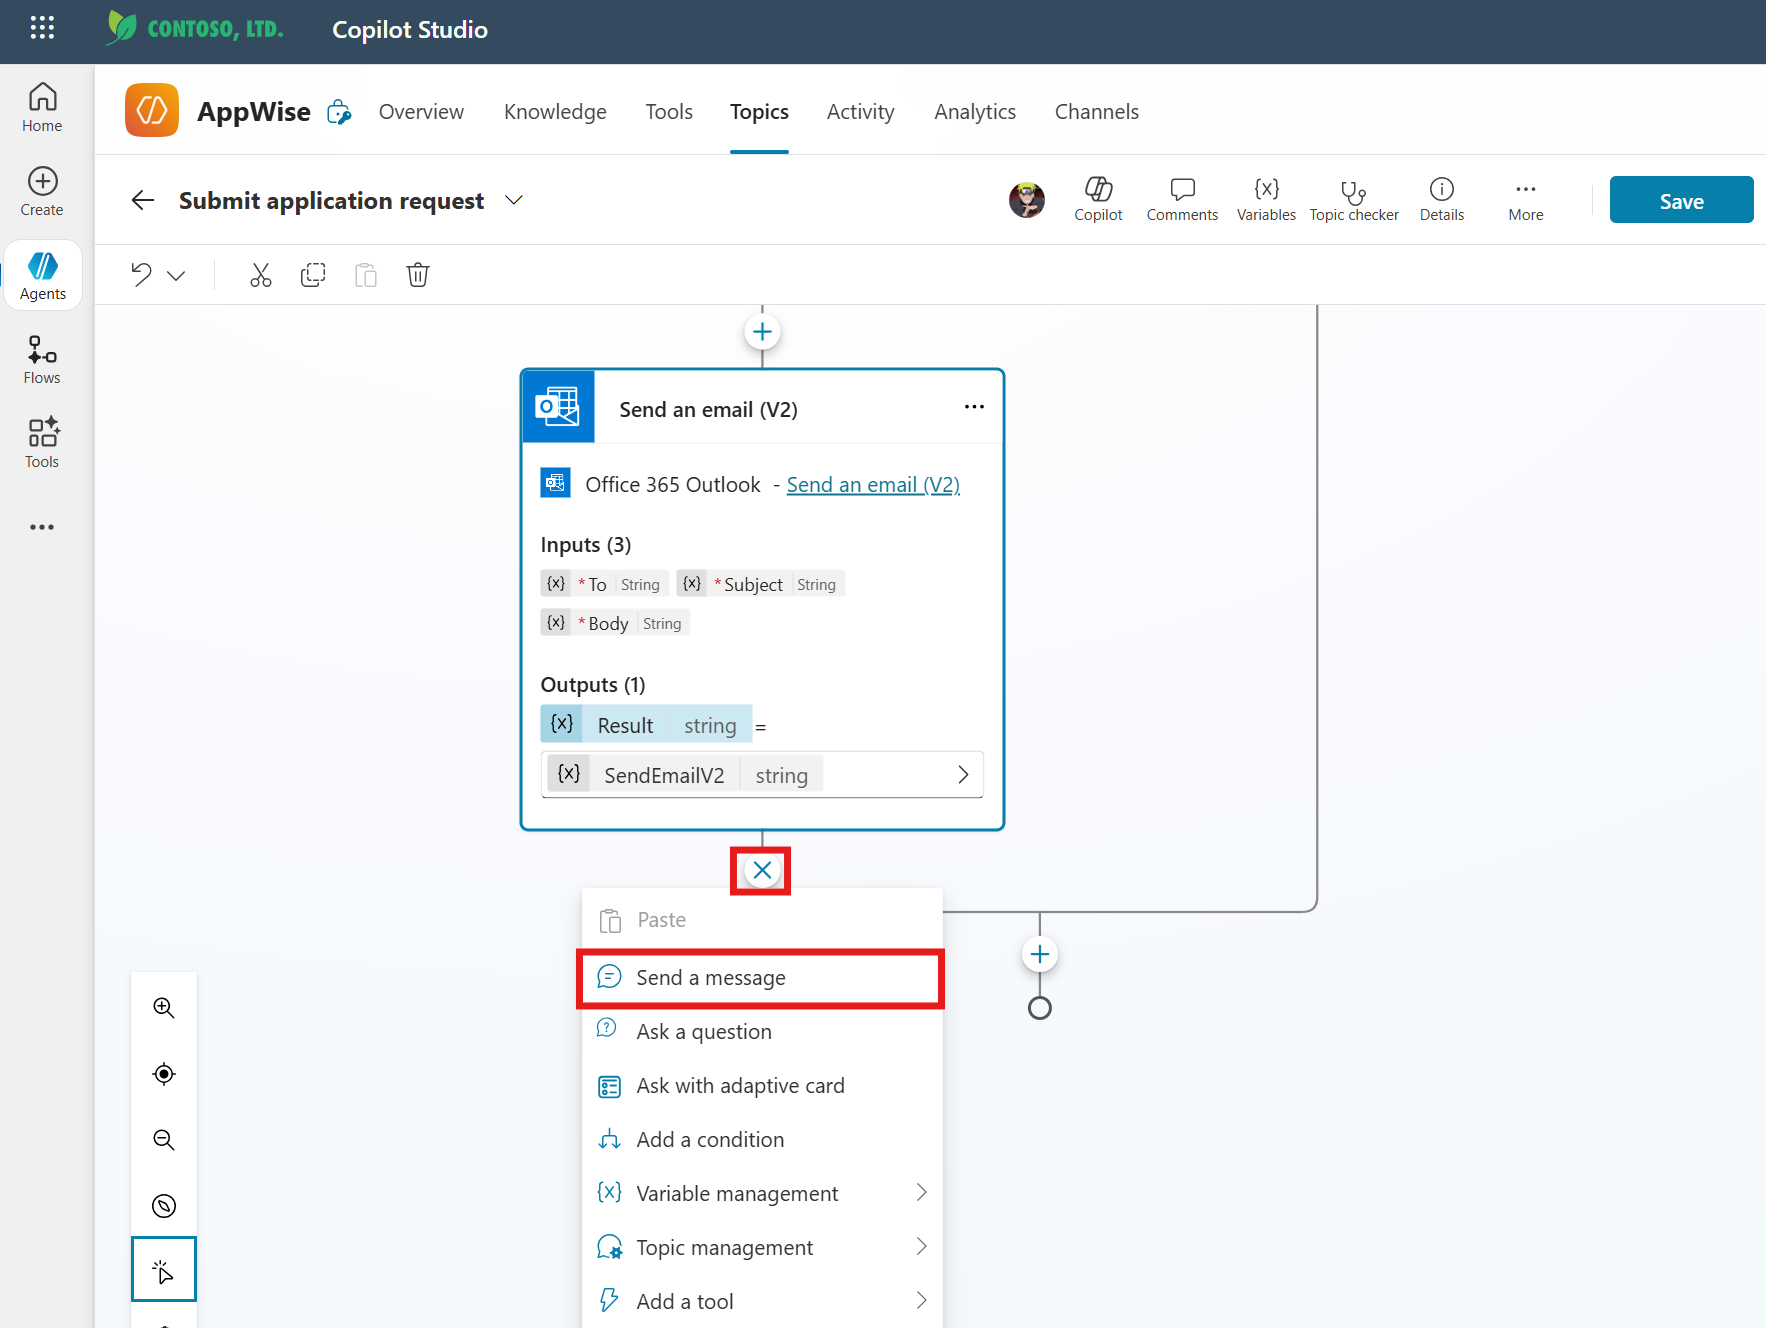 CONTOSO, LTD.
Copilot Studio
Home
Create
Agents
Flows
Tools
AppWise
Overview
Knowledge
Tools
Topics
Activity
Analytics
Channels
Submit application request
Copilot
Comments
Variables
Topic checker
Details
More
Save
Send an email (V2)
Office 365 Outlook - Send an email (V2)
Inputs (3)
{x} * To String {x} * Subject String
{x} * Body String
Outputs (1)
{x} Result string =
{x} SendEmailV2 string
Paste
Send a message
Ask a question
Ask with adaptive card
Add a condition
Variable management
Topic management
Add a tool